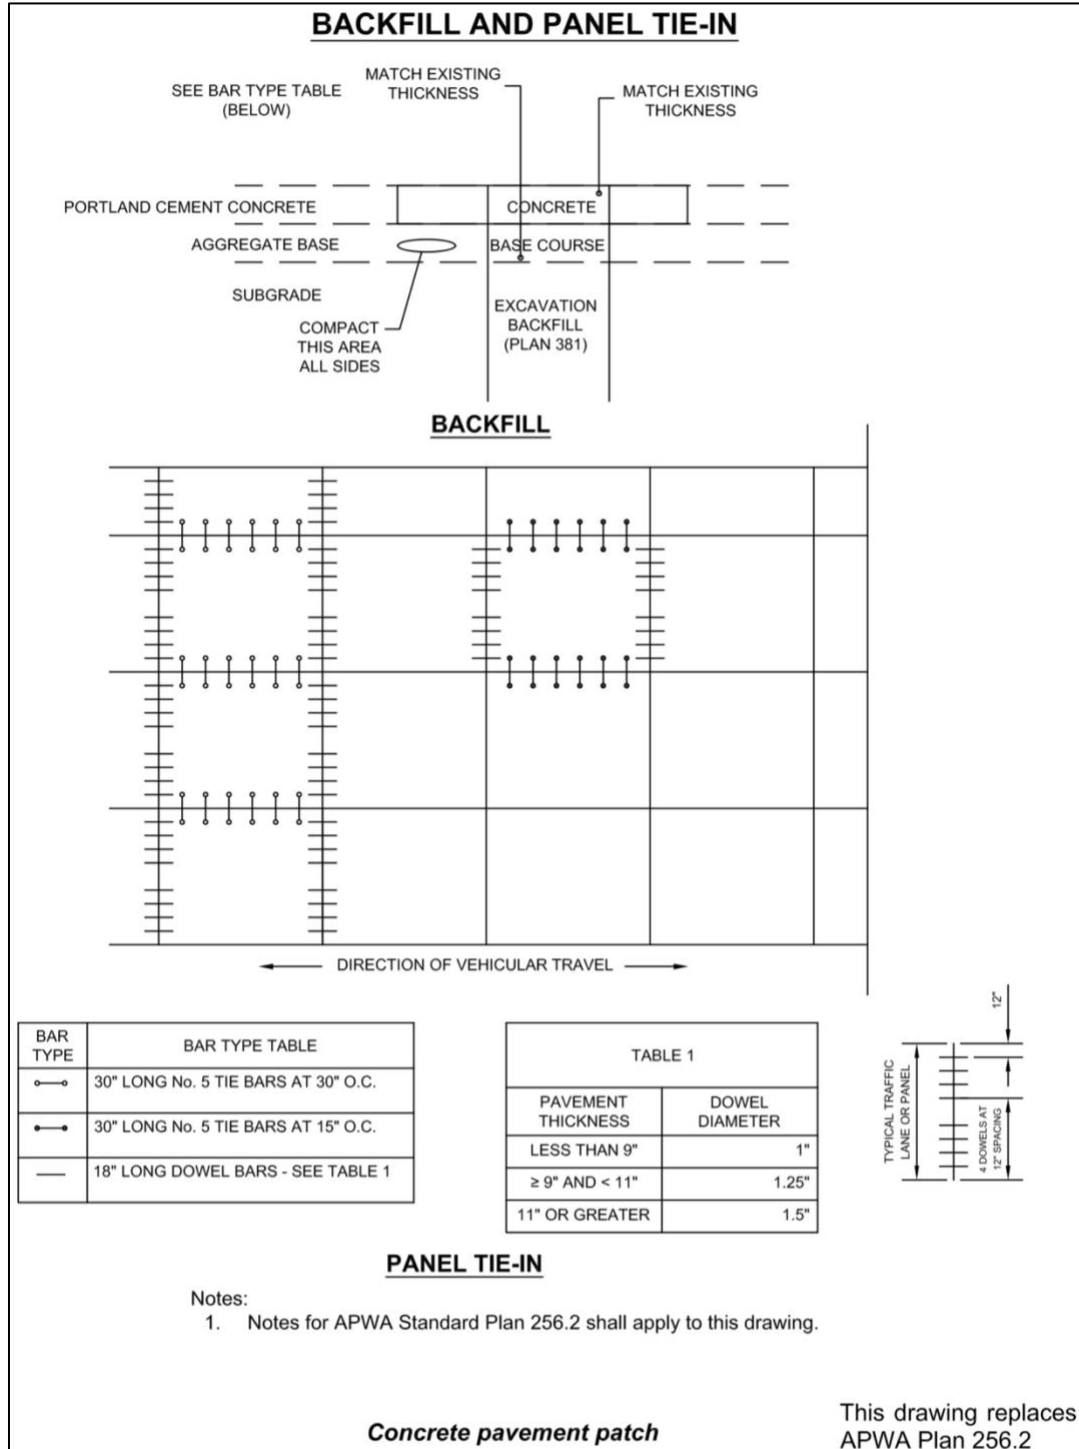 BACKFILL AND PANEL TIE-IN
SEE BAR TYPE TABLE
(BELOW)
MATCH EXISTING
THICKNESS
MATCH EXISTING
THICKNESS
PORTLAND CEMENT CONCRETE
CONCRETE
AGGREGATE BASE
BASE COURSE
SUBGRADE
COMPACT
THIS AREA
ALL SIDES
EXCAVATION
BACKFILL
(PLAN 381)
BACKFILL
DIRECTION OF VEHICULAR TRAVEL
BAR
TYPE
BAR TYPE TABLE
30" LONG No. 5 TIE BARS AT 30" O.C.
30" LONG No. 5 TIE BARS AT 15" O.C.
18" LONG DOWEL BARS - SEE TABLE 1
TABLE 1
PAVEMENT
THICKNESS
DOWEL
DIAMETER
LESS THAN 9" 1"
≥ 9" AND < 11" 1.25"
11" OR GREATER 1.5"
TYPICAL TRAFFIC
LANE OR PANEL
4 DOWELS AT
12" SPACING
12"
PANEL TIE-IN
Notes:
1. Notes for APWA Standard Plan 256.2 shall apply to this drawing.
Concrete pavement patch
This drawing replaces
APWA Plan 256.2